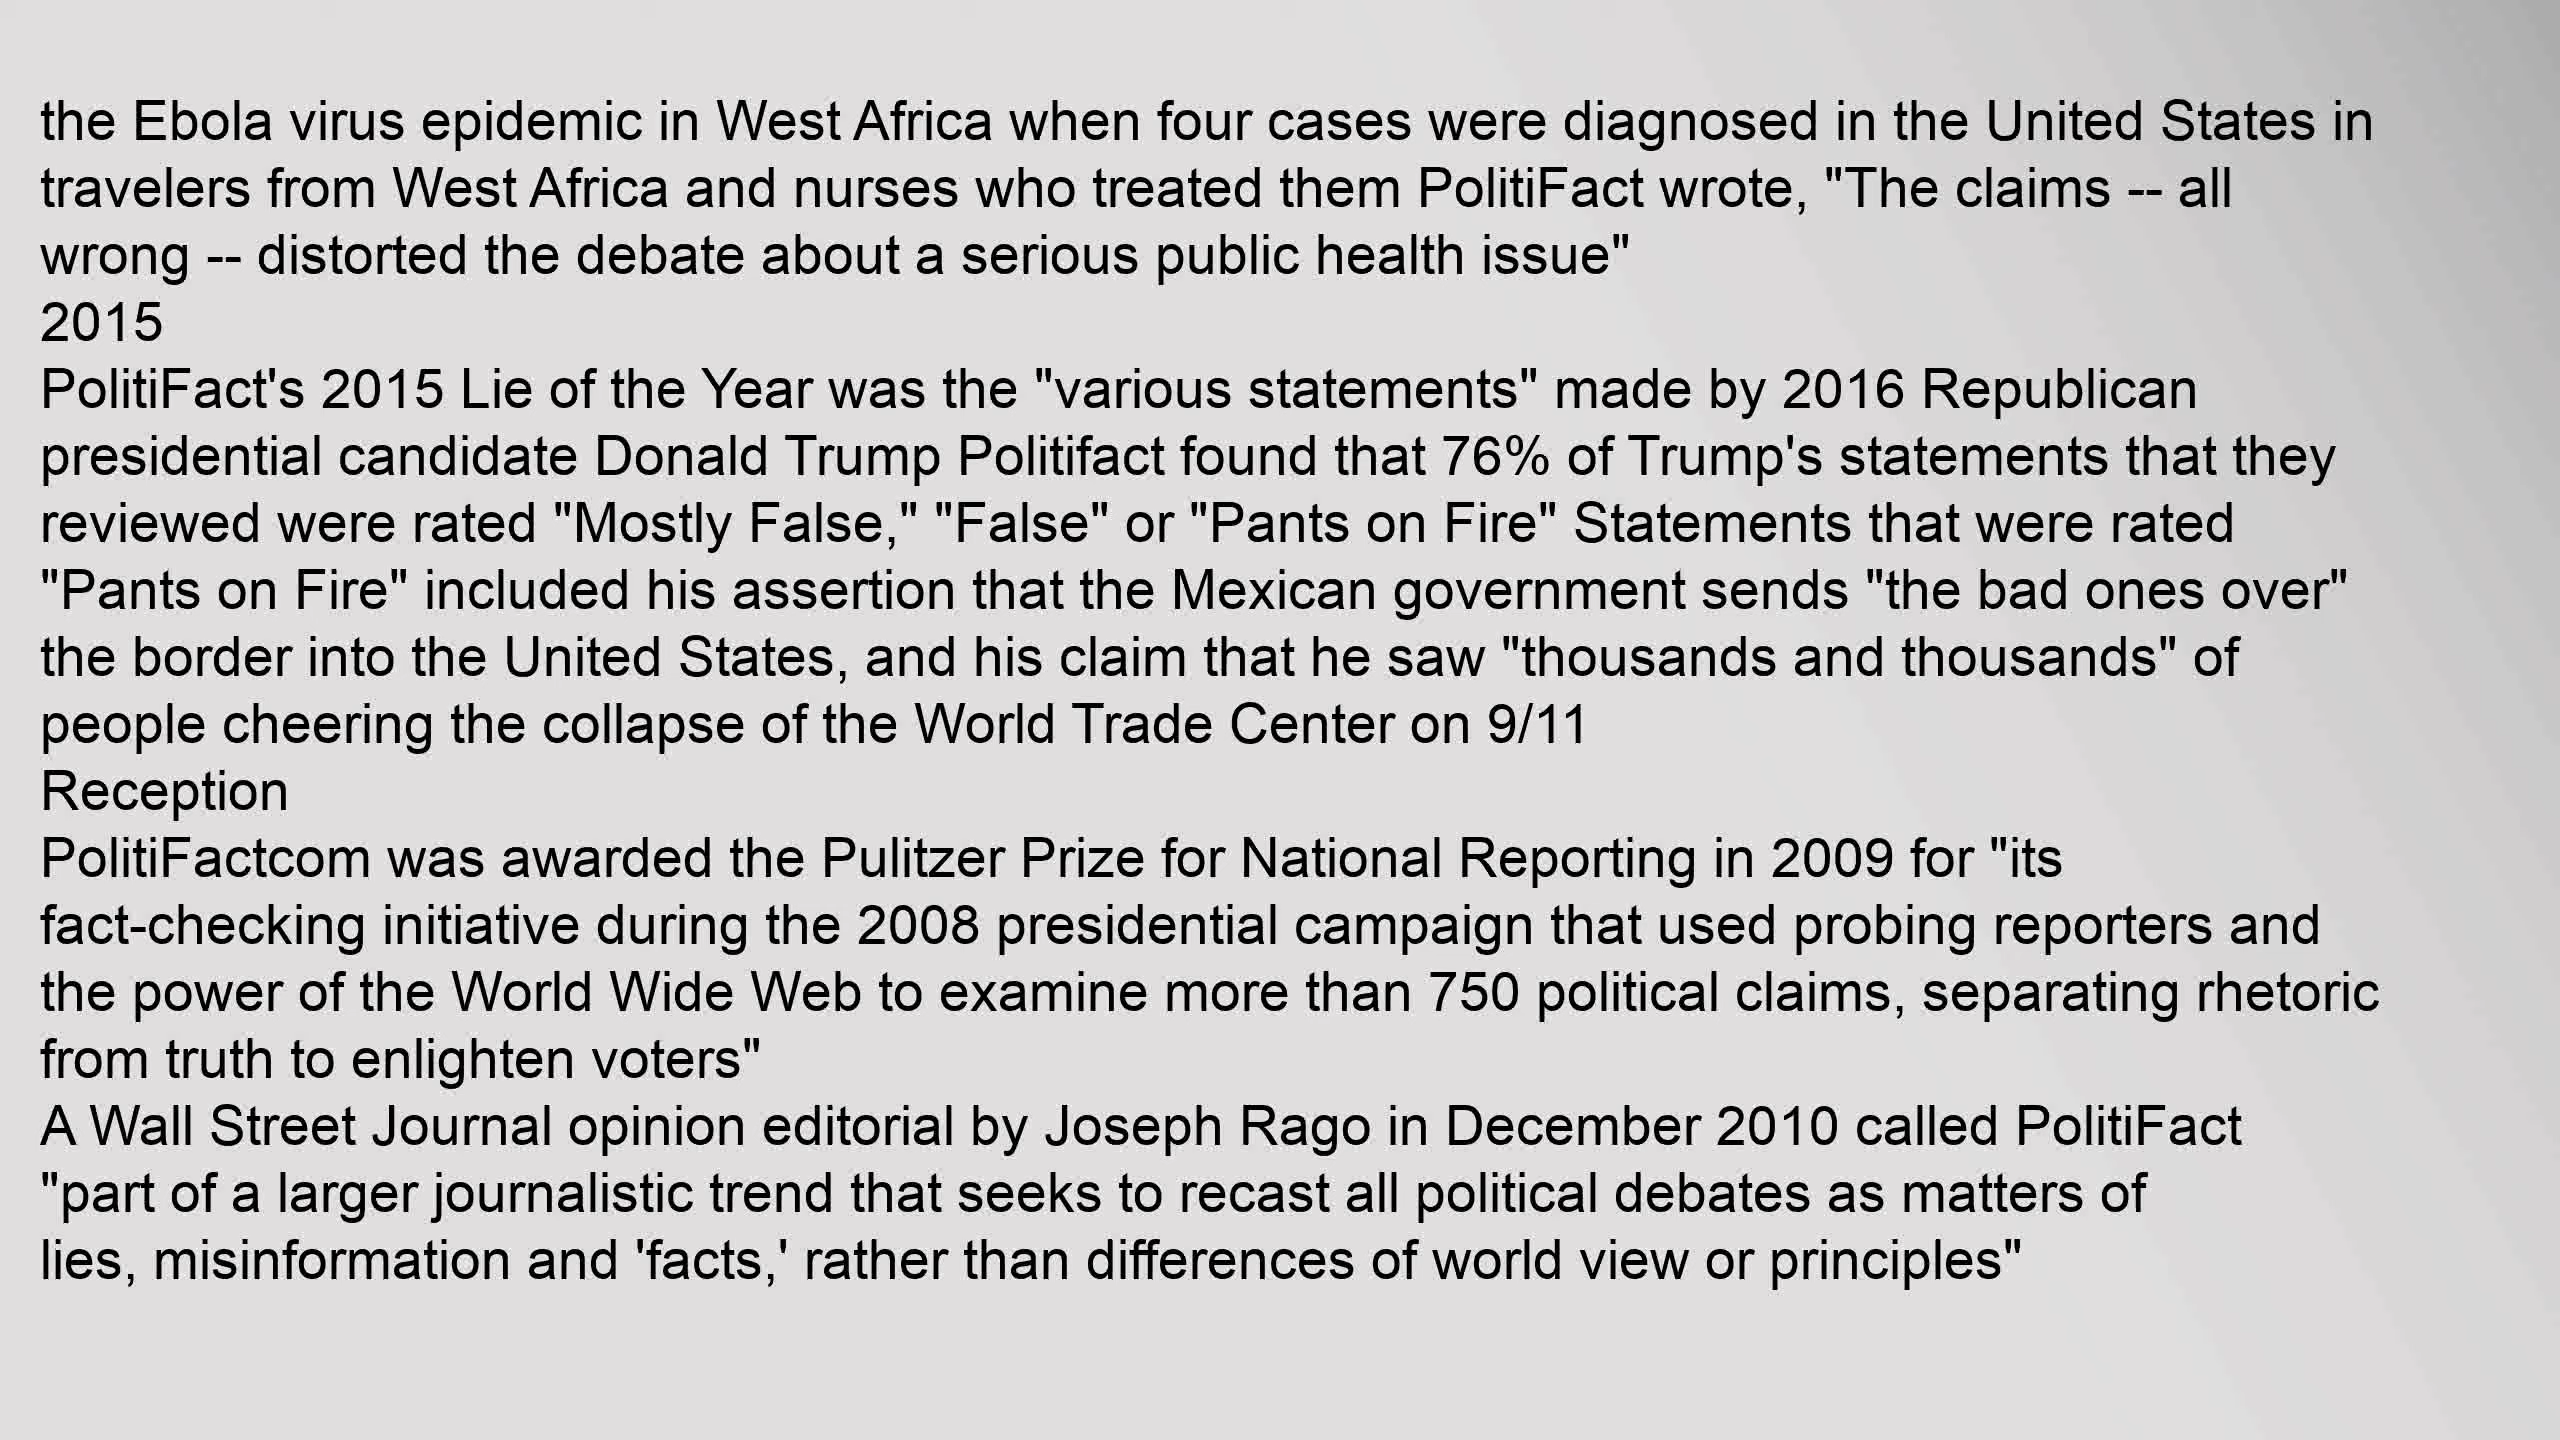 the Ebola virus epidemic in West Africa when four cases were diagnosed in the United States in
travelers from West Africa and nurses who treated them PolitiFact wrote, "The claims -- all
wrong -- distorted the debate about a serious public health issue"
2015
PolitiFact's 2015 Lie of the Year was the "various statements" made by 2016 Republican
presidential candidate Donald Trump Politifact found that 76% of Trump's statements that they
reviewed were rated "Mostly False," "False" or "Pants on Fire" Statements that were rated
"Pants on Fire" included his assertion that the Mexican government sends "the bad ones over"
the border into the United States, and his claim that he saw "thousands and thousands" of
people cheering the collapse of the World Trade Center on 9/11
Reception
PolitiFactcom was awarded the Pulitzer Prize for National Reporting in 2009 for "its
fact-checking initiative during the 2008 presidential campaign that used probing reporters and
the power of the World Wide Web to examine more than 750 political claims, separating rhetoric
from truth to enlighten voters"
A Wall Street Journal opinion editorial by Joseph Rago in December 2010 called PolitiFact
"part of a larger journalistic trend that seeks to recast all political debates as matters of
lies, misinformation and 'facts,' rather than differences of world view or principles"